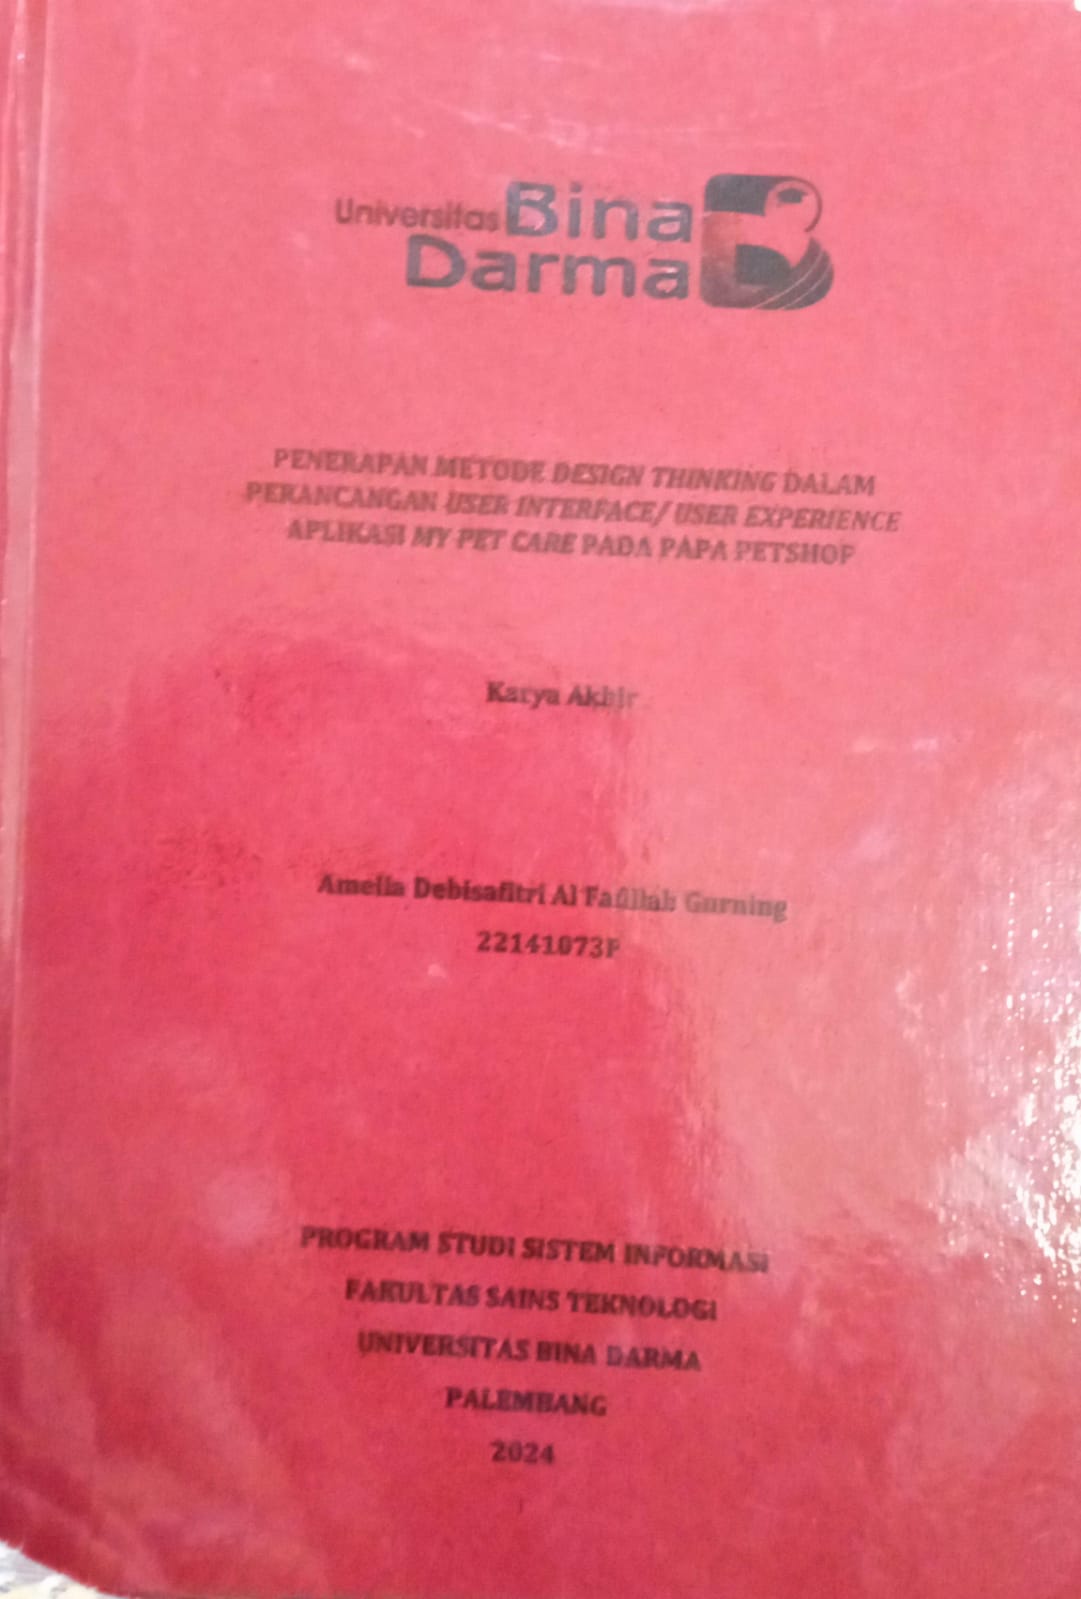 Universitas Bina
Darma
PENERAPAN METODE DESIGN THINKING DALAM
PERANCANGAN USER INTERFACE/ USER EXPERIENCE
APLIKASI MY PET CARE PADA PAPA PETSHOP
Karya Akhir
Amelia Debisafitri Al Gurning
22141073P
PROGRAM STUDI SISTEM INFORMASI
FAKULTAS SAINS TEKNOLOGI
UNIVERSITAS BINA DARMA
PALEMBANG
2024